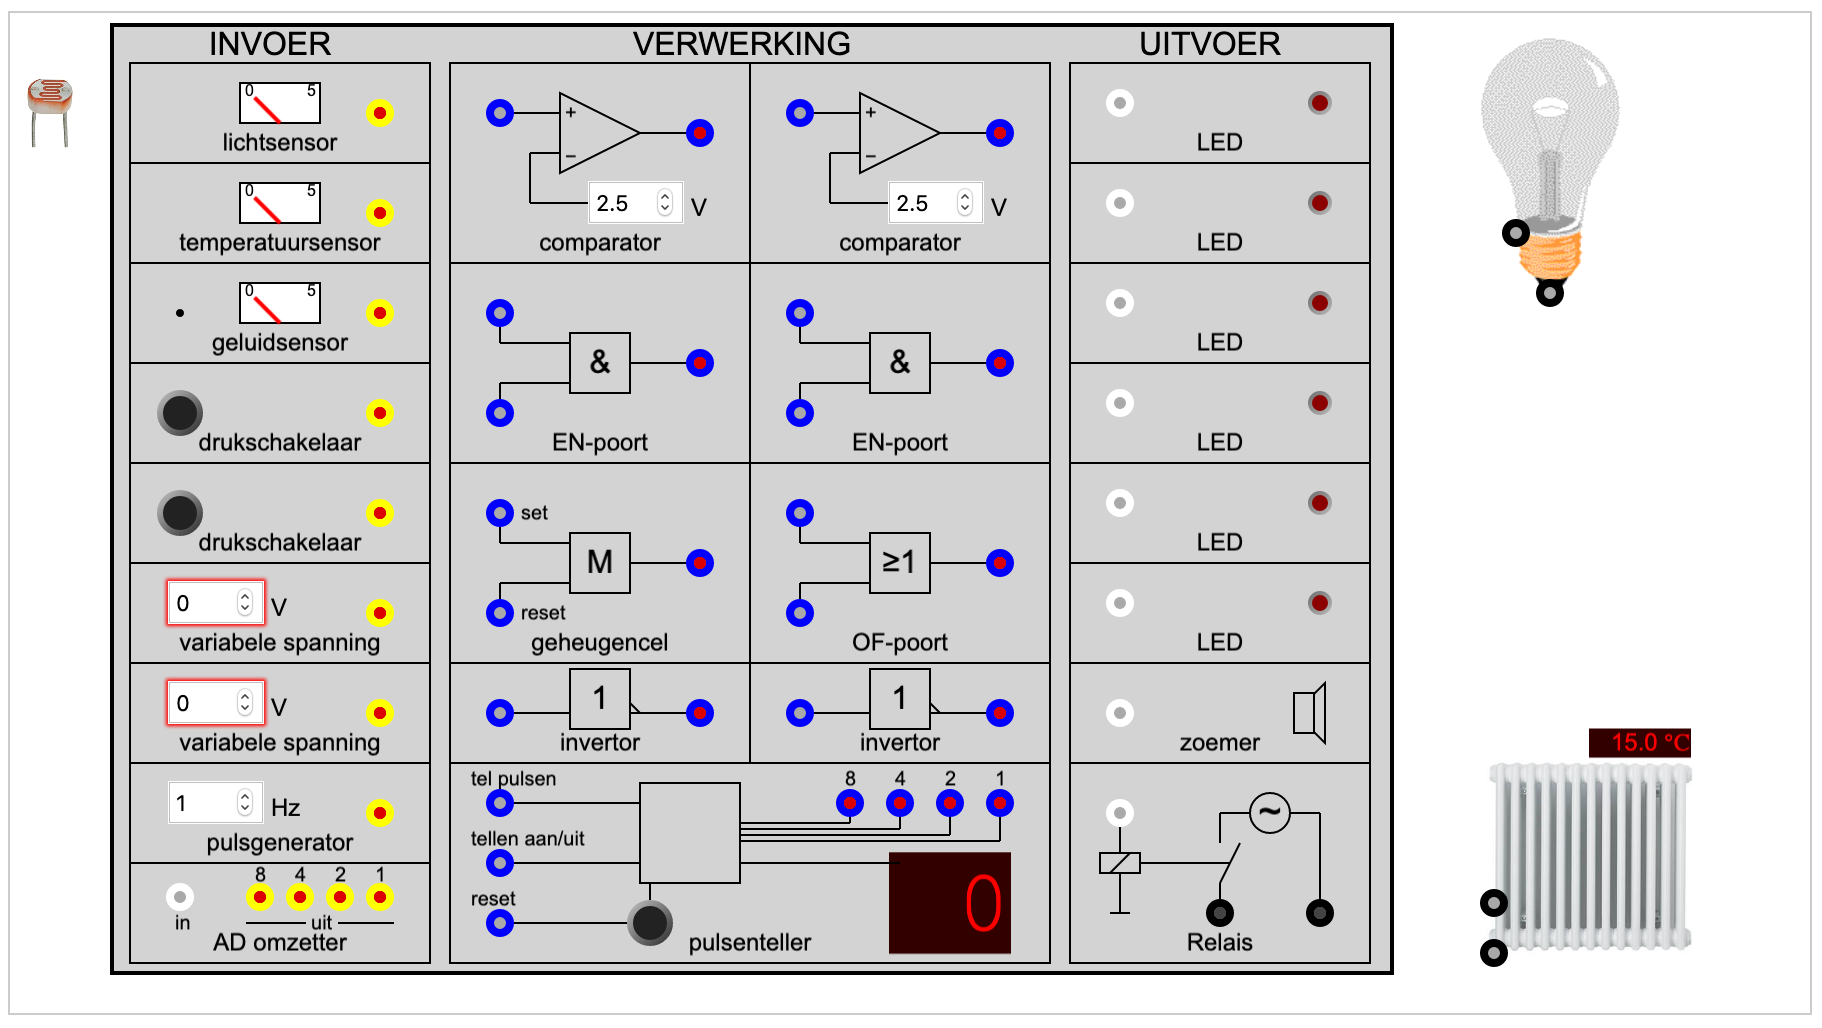 INVOER
0 5
lichtsensor
0 5
temperatuursensor
0 5
geluidsensor
drukschakelaar
drukschakelaar
0 V
variabele spanning
0 V
variabele spanning
1 Hz
pulsgenerator
8 4 2 1
in uit
AD omzetter
VERWERKING
+
−
2.5 V
comparator
+
−
2.5 V
comparator
&
EN-poort
&
EN-poort
set
M
reset
geheugencel
≥1
OF-poort
1
invertor
1
invertor
tel pulsen
8 4 2 1
tellen aan/uit
reset
0
pulsenteller
UITVOER
LED
LED
LED
LED
LED
LED
zoemer
~
Relais
15.0 °C